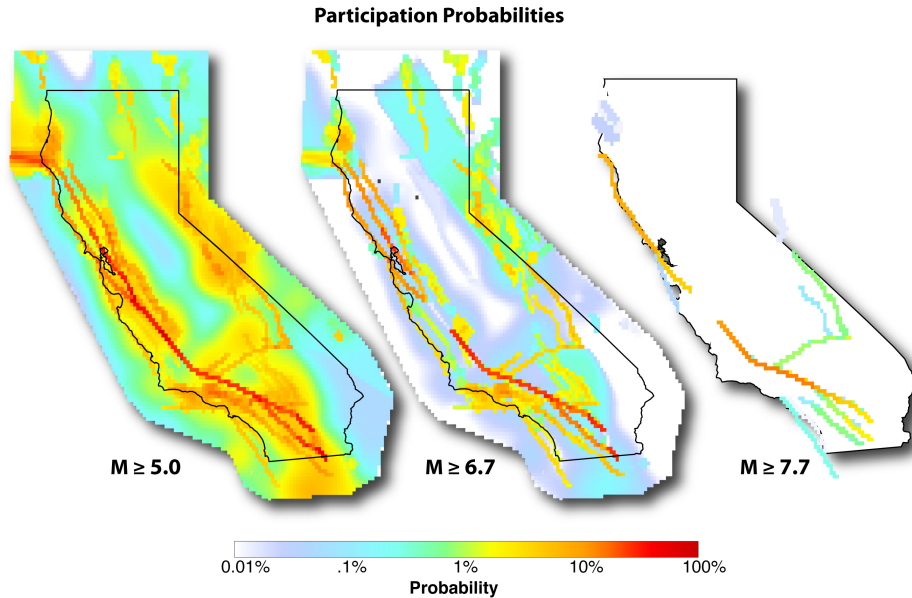 Participation Probabilities
M ≥ 5.0
M ≥ 6.7
M ≥ 7.7
0.01% .1% 1% 10% 100%
Probability